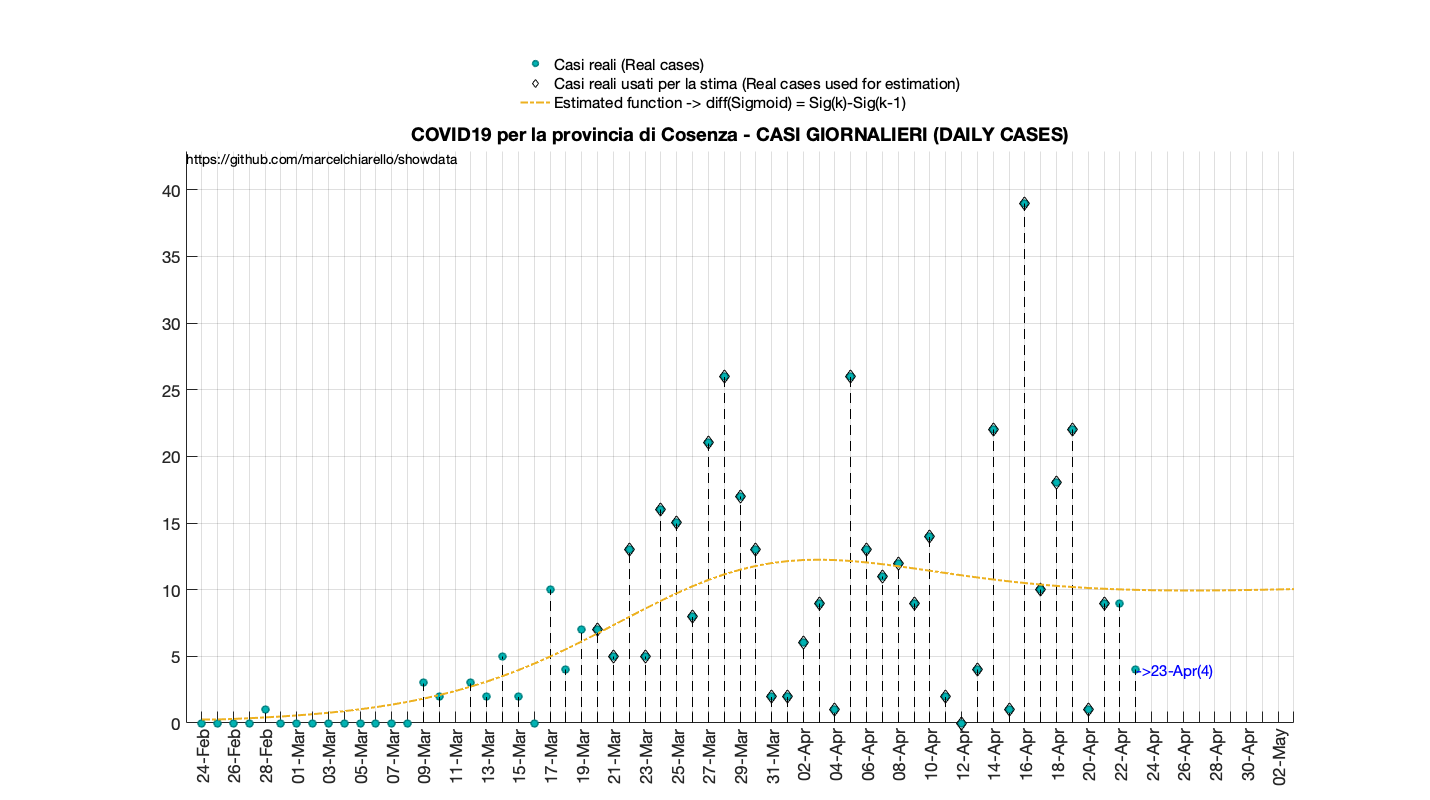 Casi reali (Real cases)
Casi reali usati per la stima (Real cases used for estimation)
Estimated function -> diff(Sigmoid) = Sig(k)-Sig(k-1)
COVID19 per la provincia di Cosenza - CASI GIORNALIERI (DAILY CASES)
https://github.com/marcelchiarello/showdata
40
35
30
25
20
15
10
5
0
->23-Apr(4)
24-Feb
26-Feb
28-Feb
01-Mar
03-Mar
05-Mar
07-Mar
09-Mar
11-Mar
13-Mar
15-Mar
17-Mar
19-Mar
21-Mar
23-Mar
25-Mar
27-Mar
29-Mar
31-Mar
02-Apr
04-Apr
06-Apr
08-Apr
10-Apr
12-Apr
14-Apr
16-Apr
18-Apr
20-Apr
22-Apr
24-Apr
26-Apr
28-Apr
30-Apr
02-May